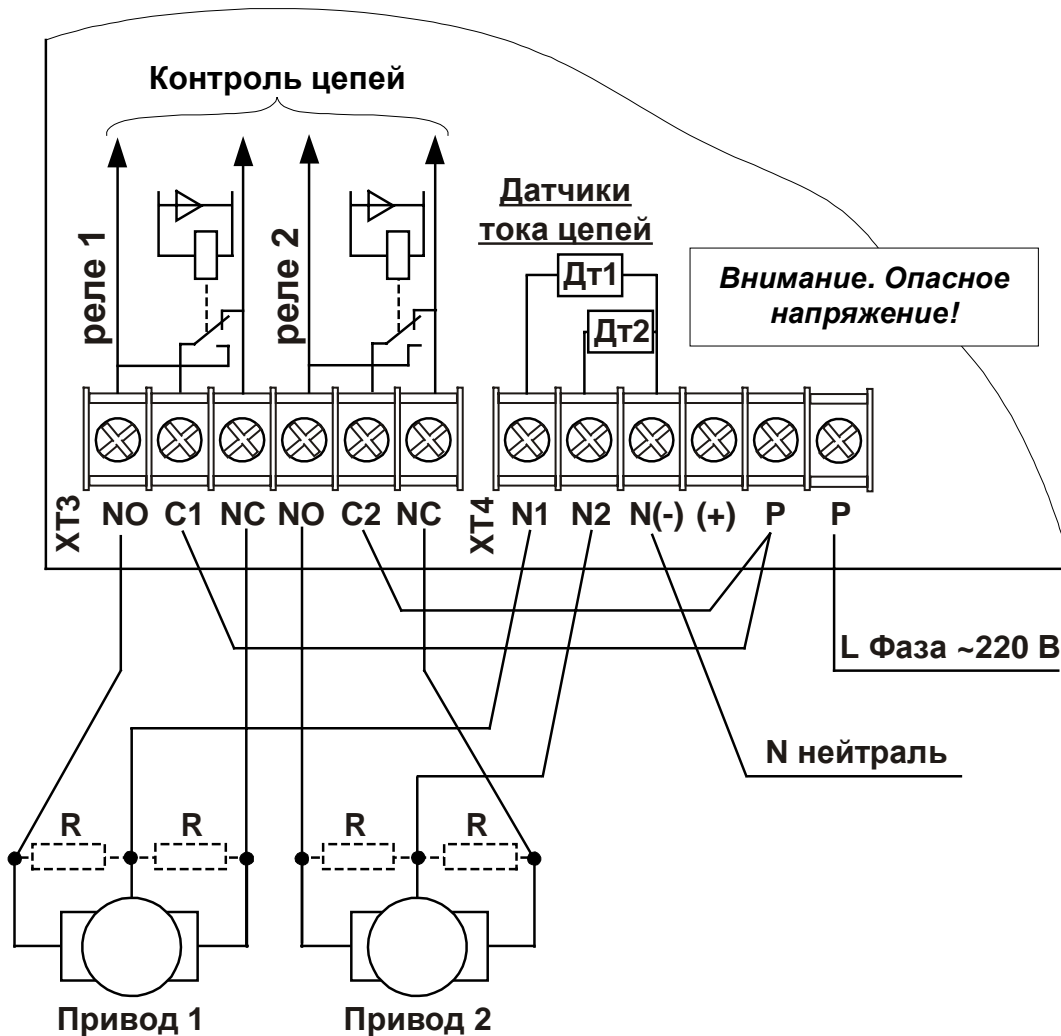 Контроль цепей
реле 1
реле 2
Датчики
тока цепей
Дт1
Дт2
Внимание. Опасное
напряжение!
XT3
NO C1 NC NO C2 NC
XT4
N1 N2 N(-) (+) P P
L Фаза ~220 В
N нейтраль
R R R R
Привод 1 Привод 2